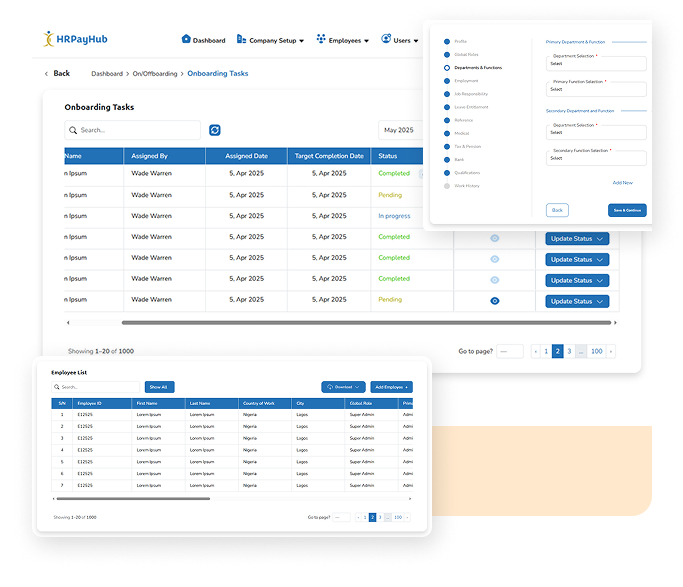 HRPayHub
Dashboard Company Setup Employees Users
Back Dashboard > On/Offboarding > Onboarding Tasks
Onboarding Tasks
Search... May 2025
Name Assigned By Assigned Date Target Completion Date Status
n Ipsum Wade Warren 5, Apr 2025 5, Apr 2025 Completed
n Ipsum Wade Warren 5, Apr 2025 5, Apr 2025 Pending
n Ipsum Wade Warren 5, Apr 2025 5, Apr 2025 In progress
n Ipsum Wade Warren 5, Apr 2025 5, Apr 2025 Completed Update Status
n Ipsum Wade Warren 5, Apr 2025 5, Apr 2025 Completed Update Status
n Ipsum Wade Warren 5, Apr 2025 5, Apr 2025 Completed Update Status
n Ipsum Wade Warren 5, Apr 2025 5, Apr 2025 Pending Update Status
Showing 1-20 of 1000 Go to page? --- 1 2 3 ... 100
Profile
Global Roles
Departments & Functions
Employment
Job Responsibility
Leave Entitlement
Reference
Medical
Tax & Pension
Bank
Qualifications
Work History
Primary Department & Function
Department Selection *
Select
Primary Function Selection *
Select
Secondary Department and Function
Department Selection *
Select
Secondary Function Selection *
Select
Add New
Back Save & Continue
Employee List
Search... Show All Download Add Employee +
S/N Employee ID First Name Last Name Country of Work City Global Role Prim
1 E12525 Lorem Ipsum Lorem Ipsum Nigeria Lagos Super Admin Admi
2 E12525 Lorem Ipsum Lorem Ipsum Nigeria Lagos Super Admin Admi
3 E12525 Lorem Ipsum Lorem Ipsum Nigeria Lagos Super Admin Admi
4 E12525 Lorem Ipsum Lorem Ipsum Nigeria Lagos Super Admin Admi
5 E12525 Lorem Ipsum Lorem Ipsum Nigeria Lagos Super Admin Admi
6 E12525 Lorem Ipsum Lorem Ipsum Nigeria Lagos Super Admin Admi
7 E12525 Lorem Ipsum Lorem Ipsum Nigeria Lagos Super Admin Admi
Showing 1-20 of 1000 Go to page? --- 1 2 3 ... 100